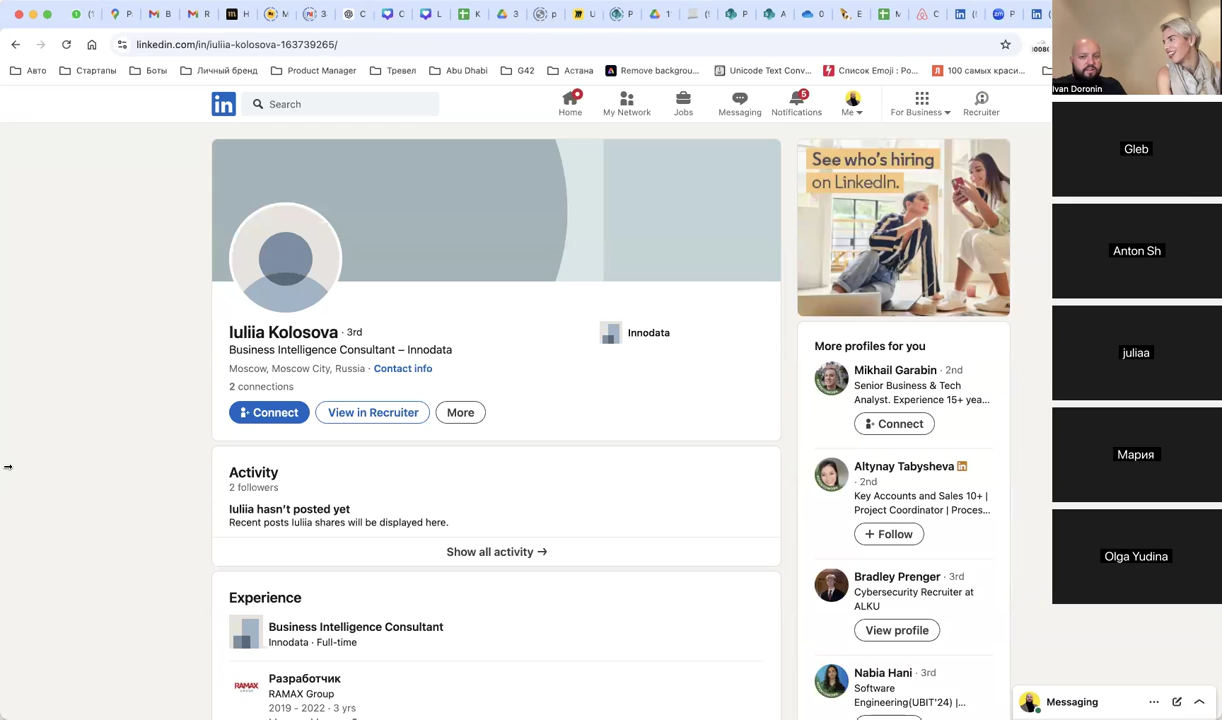 linkedin.com/in/iuliia-kolosova-163739265/
Авто
Стартапы
Боты
Личный бренд
Product Manager
Тревел
Abu Dhabi
G42
Астана
Remove backgrou...
Unicode Text Conv...
Список Emoji : Po...
100 самых краси...
in
Search
Home
My Network
Jobs
Messaging
5
Notifications
Me
For Business
Recruiter
Iuliia Kolosova · 3rd
Business Intelligence Consultant – Innodata
Moscow, Moscow City, Russia · Contact info
2 connections
Connect
View in Recruiter
More
Innodata
Activity
2 followers
Iuliia hasn't posted yet
Recent posts Iuliia shares will be displayed here.
Show all activity →
Experience
Business Intelligence Consultant
Innodata · Full-time
RAMAX
Разработчик
RAMAX Group
2019 - 2022 · 3 yrs
See who's hiring
on LinkedIn.
More profiles for you
Mikhail Garabin · 2nd
Senior Business & Tech
Analyst. Experience 15+ yea...
Connect
Altynay Tabysheva in
· 2nd
Key Accounts and Sales 10+ |
Project Coordinator | Proces...
+ Follow
Bradley Prenger · 3rd
Cybersecurity Recruiter at
ALKU
View profile
Nabia Hani · 3rd
Software
Engineering(UBIT'24) |...
Messaging
Ivan Doronin
Gleb
Anton Sh
juliaa
Мария
Olga Yudina